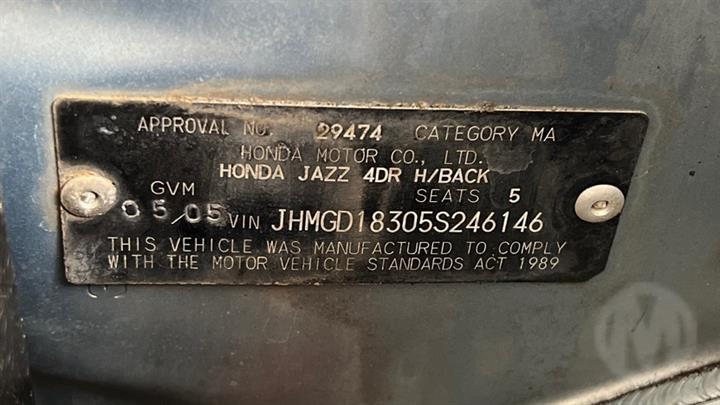 APPROVAL NO. 29474 CATEGORY MA
HONDA MOTOR CO., LTD.
HONDA JAZZ 4DR H/BACK
GVM SEATS 5
05/05 VIN JHMGD18305S246146
THIS VEHICLE WAS MANUFACTURED TO COMPLY
WITH THE MOTOR VEHICLE STANDARDS ACT 1989
M